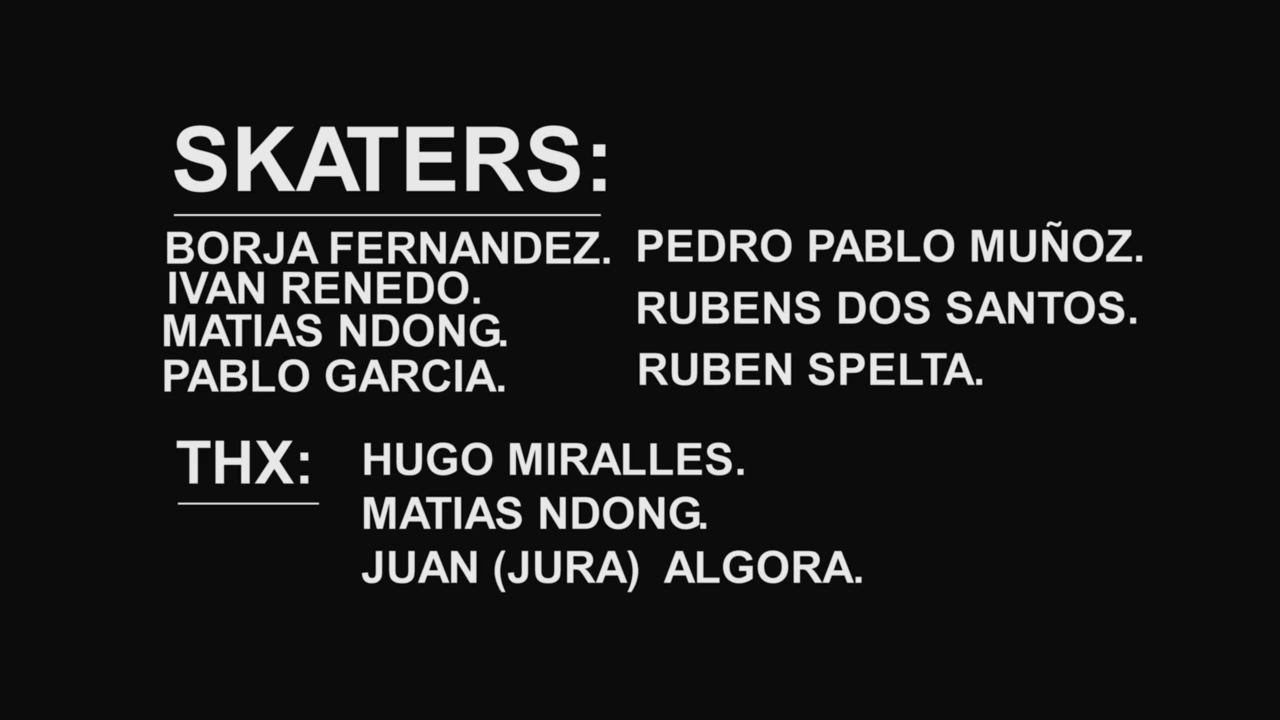 SKATERS:
BORJA FERNANDEZ.
IVAN RENEDO.
MATIAS NDONG.
PABLO GARCIA.
PEDRO PABLO MUÑOZ.
RUBENS DOS SANTOS.
RUBEN SPELTA.
THX:
HUGO MIRALLES.
MATIAS NDONG.
JUAN (JURA) ALGORA.